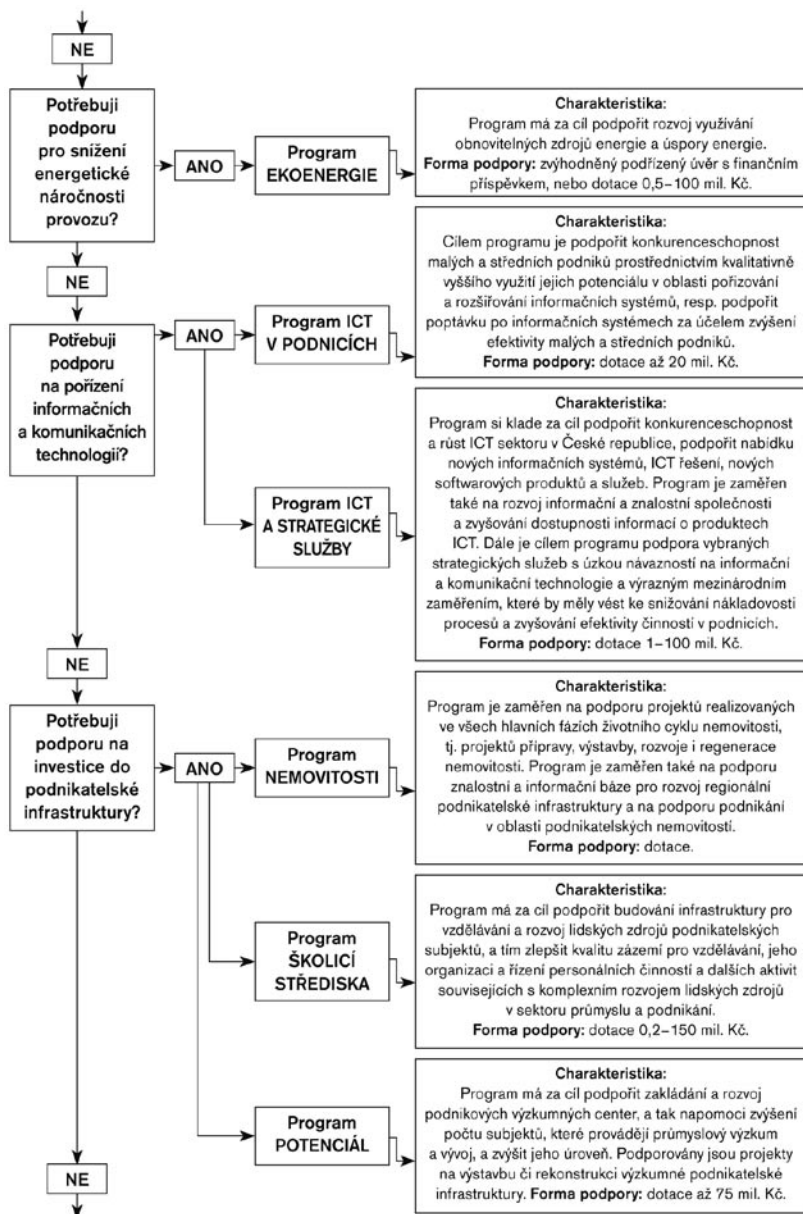 NE
Potřebuji
podporu
pro snížení
energetické
náročnosti
provozu?
ANO
Program
EKOENERGIE
Charakteristika:
Program má za cíl podpořit rozvoj využívání
obnovitelných zdrojů energie a úspory energie.
Forma podpory: zvýhodněný podřízený úvěr s finančním
příspěvkem, nebo dotace 0,5–100 mil. Kč.
NE
Potřebuji
podporu
na pořízení
informačních
a komunikačních
technologií?
ANO
Program ICT
V PODNICÍCH
Charakteristika:
Cílem programu je podpořit konkurenceschopnost
malých a středních podniků prostřednictvím kvalitativně
vyššího využití jejich potenciálu v oblasti pořizování
a rozšiřování informačních systémů, resp. podpořit
poptávku po informačních systémech za účelem zvýšení
efektivity malých a středních podniků.
Forma podpory: dotace až 20 mil. Kč.
Program ICT
A STRATEGICKÉ
SLUŽBY
Charakteristika:
Program si klade za cíl podpořit konkurenceschopnost
a růst ICT sektoru v České republice, podpořit nabídku
nových informačních systémů, ICT řešení, nových
softwarových produktů a služeb. Program je zaměřen
také na rozvoj informační a znalostní společnosti
a zvyšování dostupnosti informací o produktech
ICT. Dále je cílem programu podpora vybraných
strategických služeb s úzkou návazností na informační
a komunikační technologie a výrazným mezinárodním
zaměřením, které by měly vést ke snižování nákladovosti
procesů a zvyšování efektivity činností v podnicích.
Forma podpory: dotace 1–100 mil. Kč.
NE
Potřebuji
podporu na
investice do
podnikatelské
infrastruktury?
ANO
Program
NEMOVITOSTI
Charakteristika:
Program je zaměřen na podporu projektů realizovaných
ve všech hlavních fázích životního cyklu nemovitosti,
tj. projektů přípravy, výstavby, rozvoje i regenerace
nemovitosti. Program je zaměřen také na podporu
znalostní a informační báze pro rozvoj regionální
podnikatelské infrastruktury a na podporu podnikání
v oblasti podnikatelských nemovitostí.
Forma podpory: dotace.
Program
ŠKOLICÍ
STŘEDISKA
Charakteristika:
Program má za cíl podpořit budování infrastruktury pro
vzdělávání a rozvoj lidských zdrojů podnikatelských
subjektů, a tím zlepšit kvalitu zázemí pro vzdělávání, jeho
organizaci a řízení personálních činností a dalších aktivit
souvisejících s komplexním rozvojem lidských zdrojů
v sektoru průmyslu a podnikání.
Forma podpory: dotace 0,2–150 mil. Kč.
Program
POTENCIÁL
Charakteristika:
Program má za cíl podpořit zakládání a rozvoj
podnikových výzkumných center, a tak napomoci zvýšení
počtu subjektů, které provádějí průmyslový výzkum
a vývoj, a zvýšit jeho úroveň. Podporovány jsou projekty
na výstavbu či rekonstrukci výzkumné podnikatelské
infrastruktury. Forma podpory: dotace až 75 mil. Kč.
NE